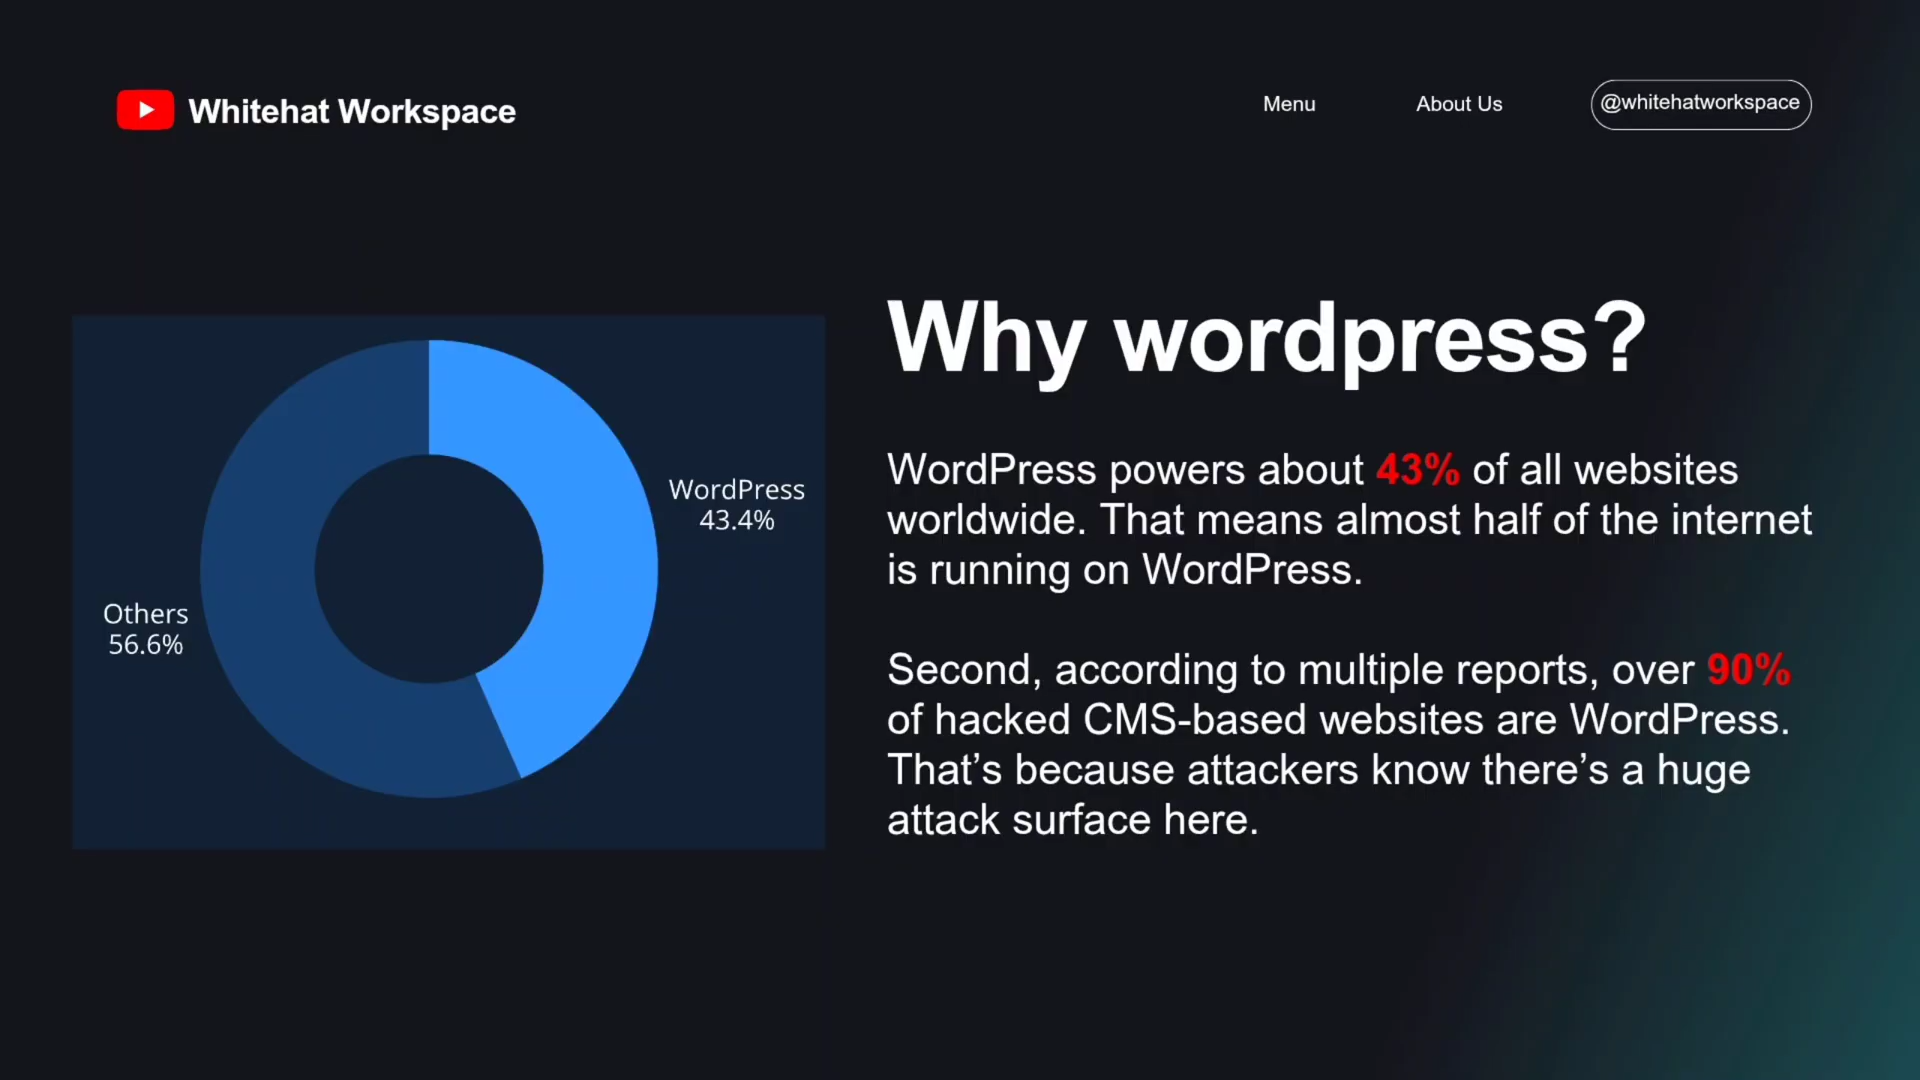 Whitehat Workspace
Menu
About Us
@whitehatworkspace
WordPress
43.4%
Others
56.6%
Why wordpress?
WordPress powers about 43% of all websites
worldwide. That means almost half of the internet
is running on WordPress.
Second, according to multiple reports, over 90%
of hacked CMS-based websites are WordPress.
That’s because attackers know there’s a huge
attack surface here.